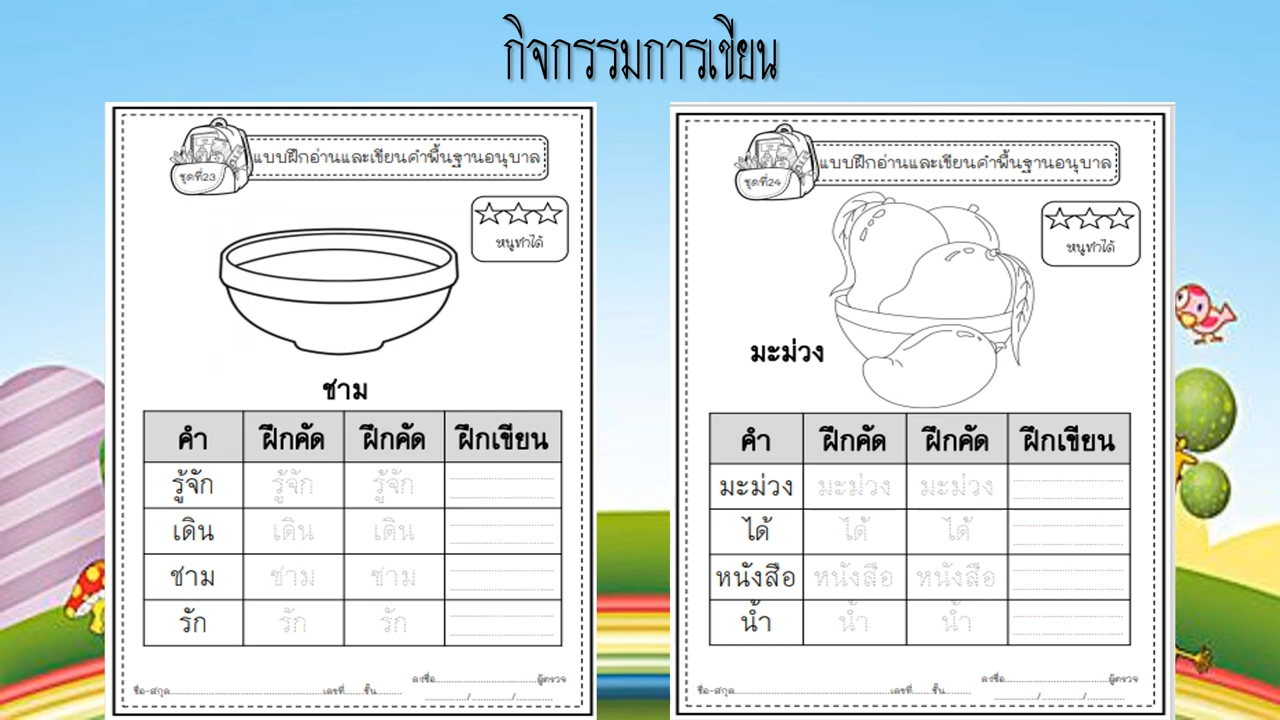 กิจกรรมการเขียน
แบบฝึกอ่านและเขียนคำพื้นฐานอนุบาล
ชุดที่23
หนูทำได้
ชาม
คำ ฝึกคัด ฝึกคัด ฝึกเขียน
รู้จัก รู้จัก รู้จัก
เดิน เดิน เดิน
ชาม ชาม ชาม
รัก รัก รัก
ลงชื่อ........................................ผู้ตรวจ
ชื่อ-สกุล............................................................เลขที่.......ชั้น..........
............../............../..............
แบบฝึกอ่านและเขียนคำพื้นฐานอนุบาล
ชุดที่24
หนูทำได้
มะม่วง
คำ ฝึกคัด ฝึกคัด ฝึกเขียน
มะม่วง มะม่วง มะม่วง
ได้ ได้ ได้
หนังสือ หนังสือ หนังสือ
น้ำ น้ำ น้ำ
ลงชื่อ........................................ผู้ตรวจ
ชื่อ-สกุล............................................................เลขที่.......ชั้น..........
............../............../..............